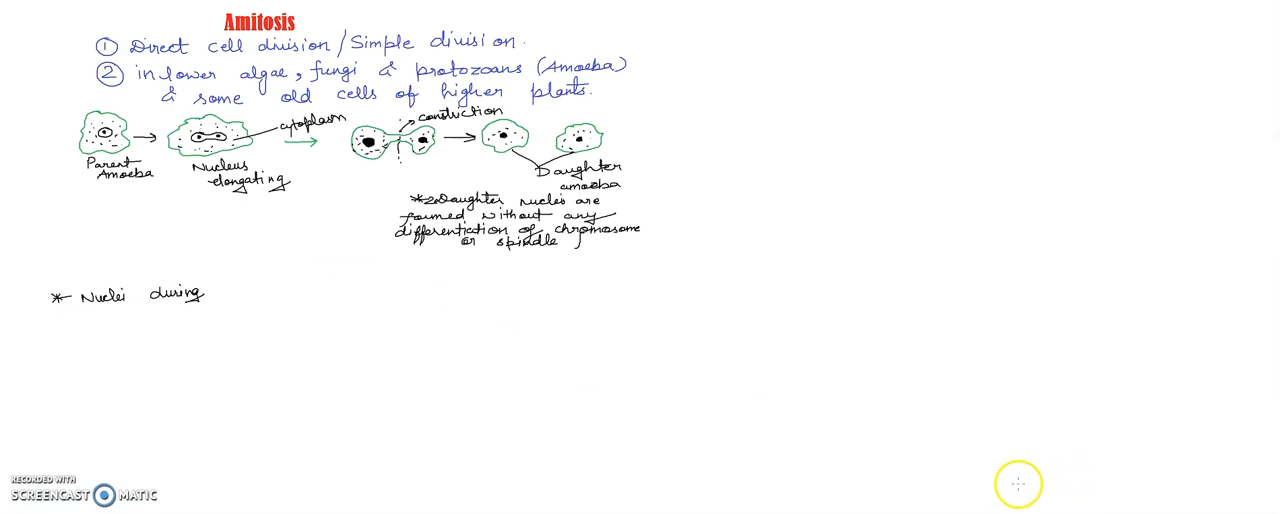 Amitosis
① Direct cell division/Simple division.
② in lower algae, fungi & protozoans (Amoeba)
& some old cells of higher plants.
constriction
cytoplasm
Parent
Amoeba
Nucleus
elongating
Daughter
amoeba
*2 Daughter nuclei are
formed without any
differentiation of chromosome
or spindle
* Nuclei during
RECORDED WITH
SCREENCAST MATIC